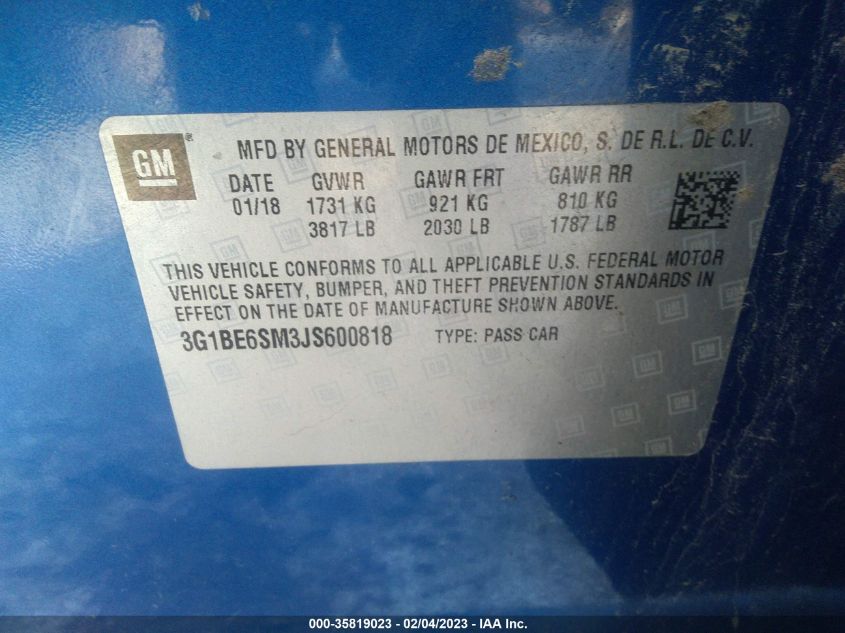 GM® MFD BY GENERAL MOTORS DE MEXICO, S. DE R.L. DE C.V.
DATE GVWR GAWR FRT GAWR RR
01/18 1731 KG 921 KG 810 KG
3817 LB 2030 LB 1787 LB
THIS VEHICLE CONFORMS TO ALL APPLICABLE U.S. FEDERAL MOTOR
VEHICLE SAFETY, BUMPER, AND THEFT PREVENTION STANDARDS IN
EFFECT ON THE DATE OF MANUFACTURE SHOWN ABOVE.
3G1BE6SM3JS600818 TYPE: PASS CAR
000-35819023 - 02/04/2023 - IAA Inc.